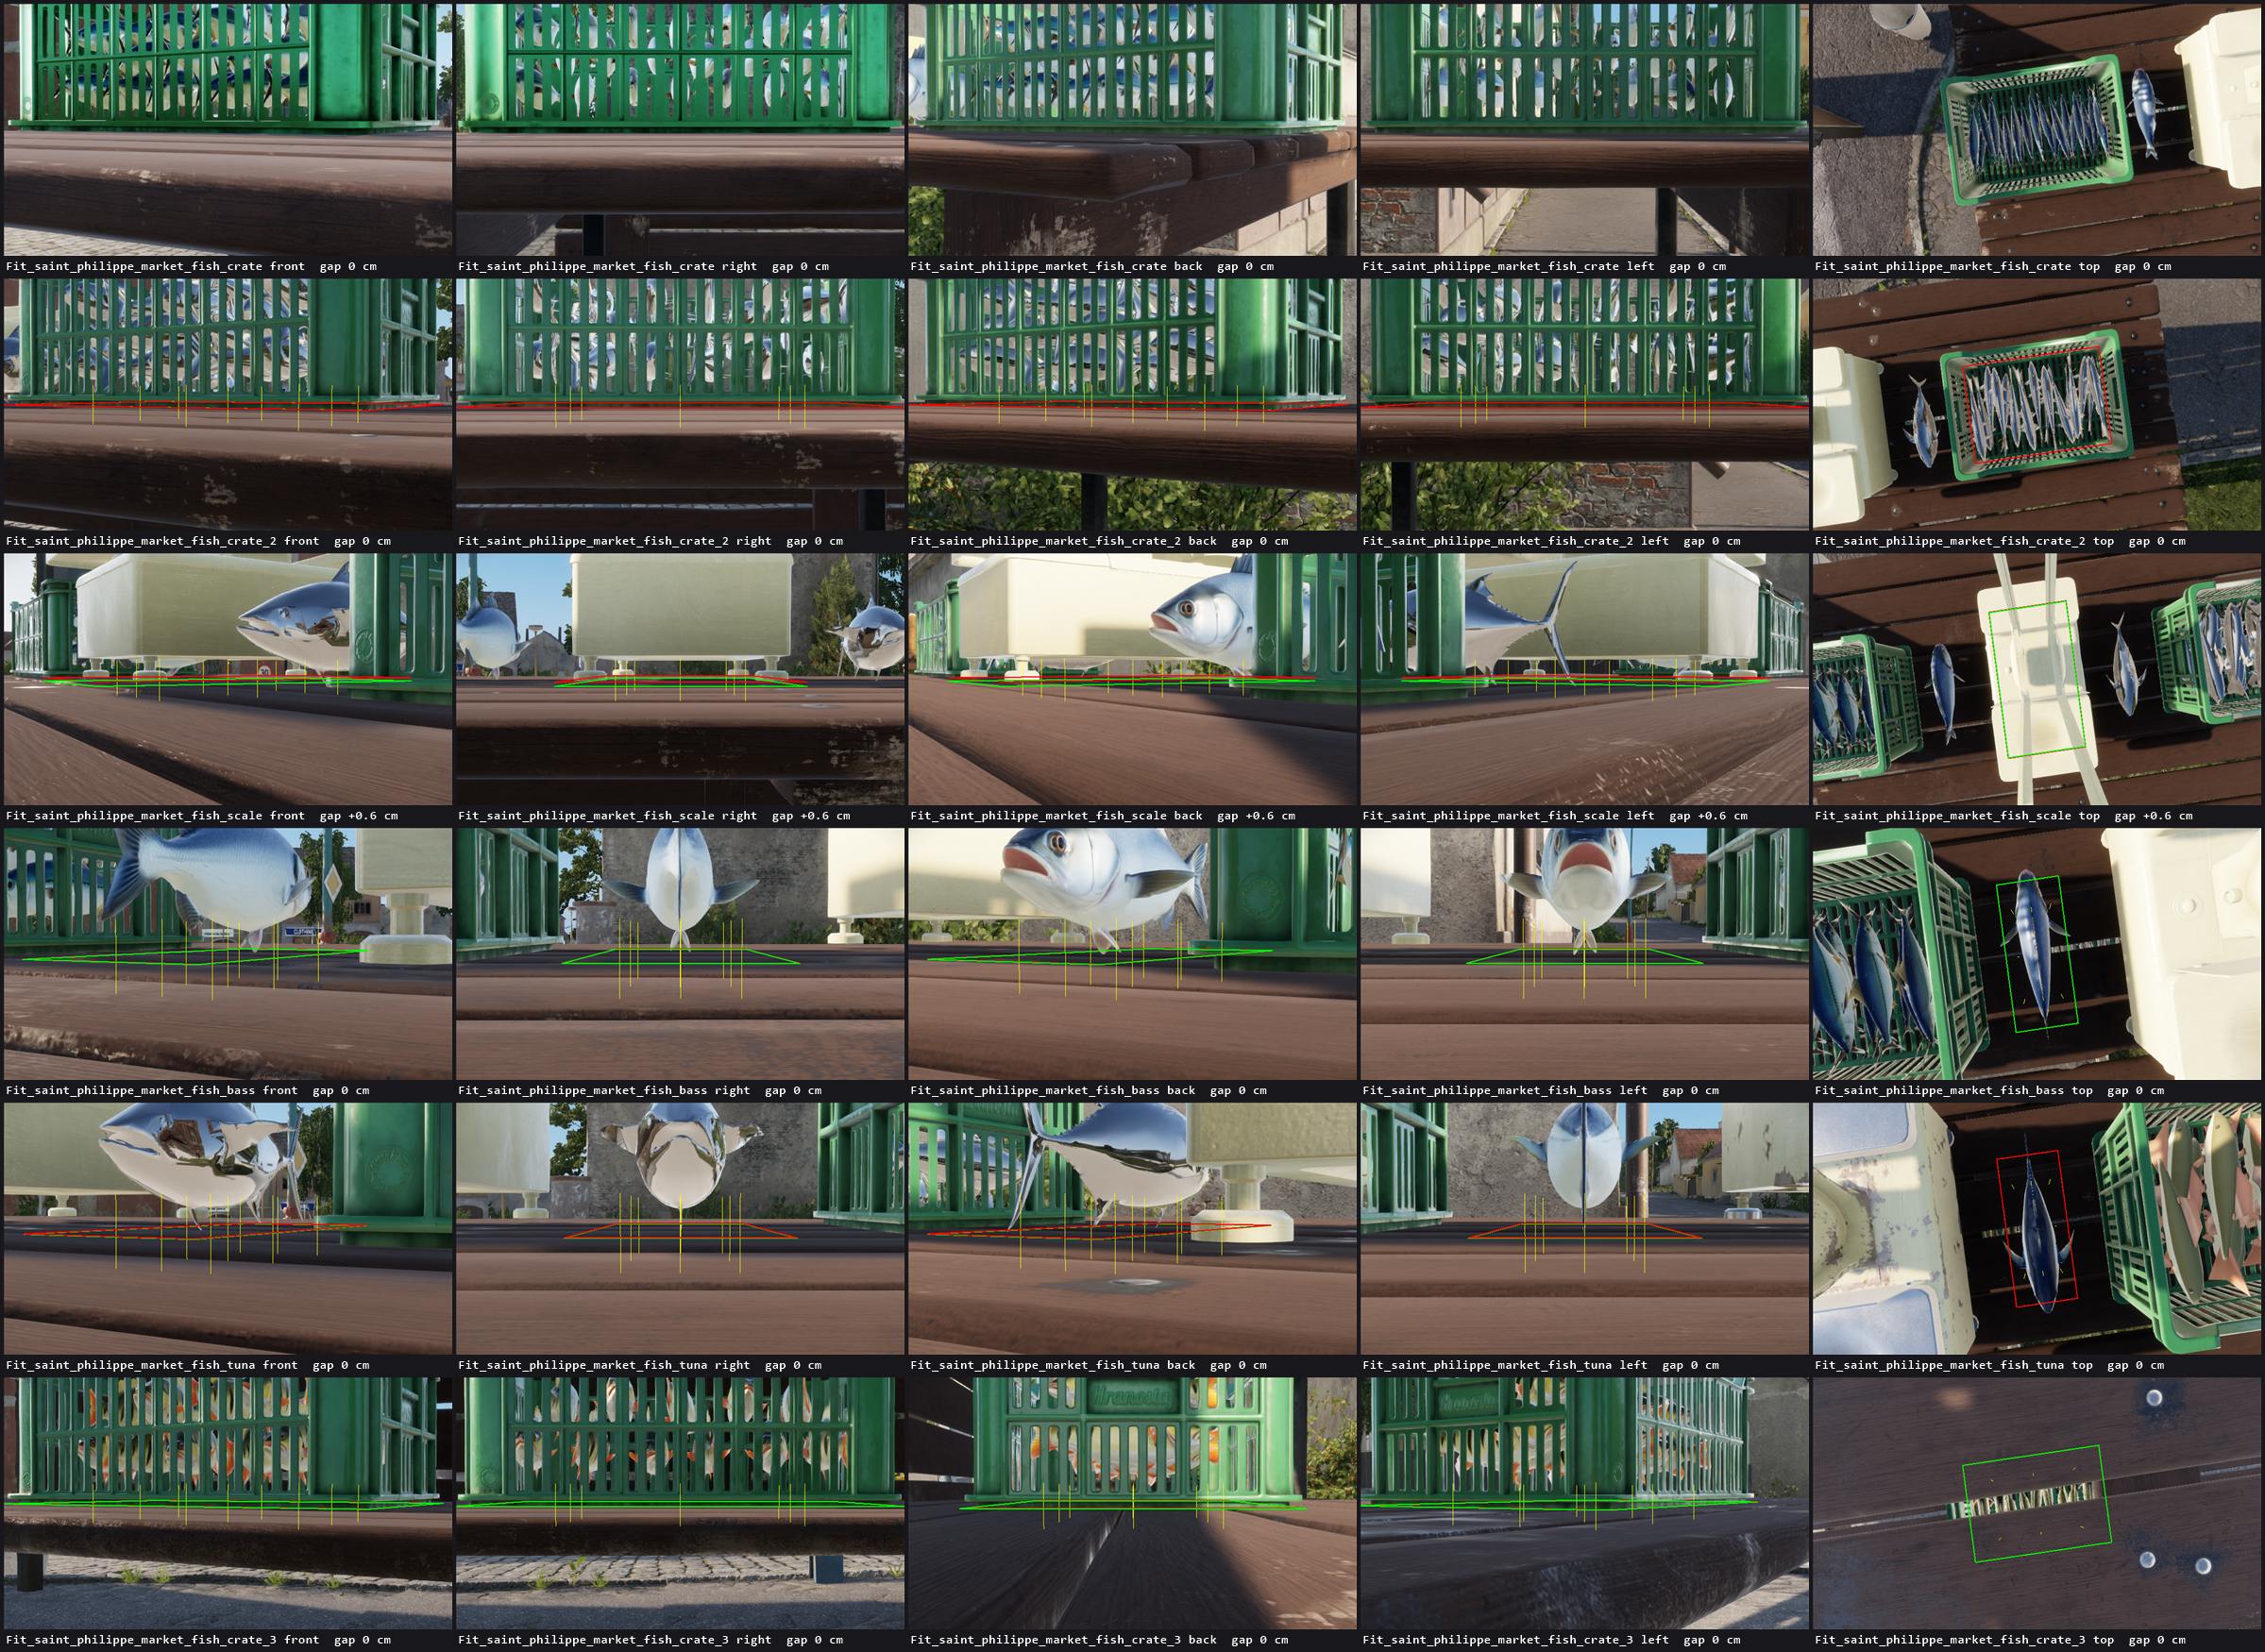 Fit_saint_philippe_market_fish_crate front  gap 0 cm
Fit_saint_philippe_market_fish_crate right  gap 0 cm
Fit_saint_philippe_market_fish_crate back  gap 0 cm
Fit_saint_philippe_market_fish_crate left  gap 0 cm
Fit_saint_philippe_market_fish_crate top  gap 0 cm
Fit_saint_philippe_market_fish_crate_2 front  gap 0 cm
Fit_saint_philippe_market_fish_crate_2 right  gap 0 cm
Fit_saint_philippe_market_fish_crate_2 back  gap 0 cm
Fit_saint_philippe_market_fish_crate_2 left  gap 0 cm
Fit_saint_philippe_market_fish_crate_2 top  gap 0 cm
Fit_saint_philippe_market_fish_scale front  gap +0.6 cm
Fit_saint_philippe_market_fish_scale right  gap +0.6 cm
Fit_saint_philippe_market_fish_scale back  gap +0.6 cm
Fit_saint_philippe_market_fish_scale left  gap +0.6 cm
Fit_saint_philippe_market_fish_scale top  gap +0.6 cm
Fit_saint_philippe_market_fish_bass front  gap 0 cm
Fit_saint_philippe_market_fish_bass right  gap 0 cm
Fit_saint_philippe_market_fish_bass back  gap 0 cm
Fit_saint_philippe_market_fish_bass left  gap 0 cm
Fit_saint_philippe_market_fish_bass top  gap 0 cm
Fit_saint_philippe_market_fish_tuna front  gap 0 cm
Fit_saint_philippe_market_fish_tuna right  gap 0 cm
Fit_saint_philippe_market_fish_tuna back  gap 0 cm
Fit_saint_philippe_market_fish_tuna left  gap 0 cm
Fit_saint_philippe_market_fish_tuna top  gap 0 cm
Fit_saint_philippe_market_fish_crate_3 front  gap 0 cm
Fit_saint_philippe_market_fish_crate_3 right  gap 0 cm
Fit_saint_philippe_market_fish_crate_3 back  gap 0 cm
Fit_saint_philippe_market_fish_crate_3 left  gap 0 cm
Fit_saint_philippe_market_fish_crate_3 top  gap 0 cm